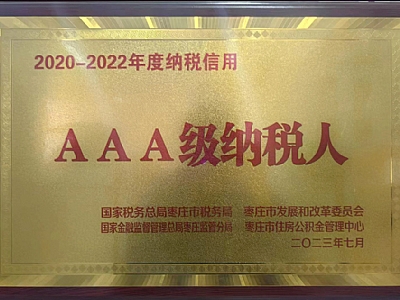 2020-2022年度纳税信用
AAA级纳税人
国家税务总局枣庄市税务局 枣庄市发展和改革委员会
国家金融监督管理总局枣庄监管分局 枣庄市住房公积金管理中心
二〇二三年七月